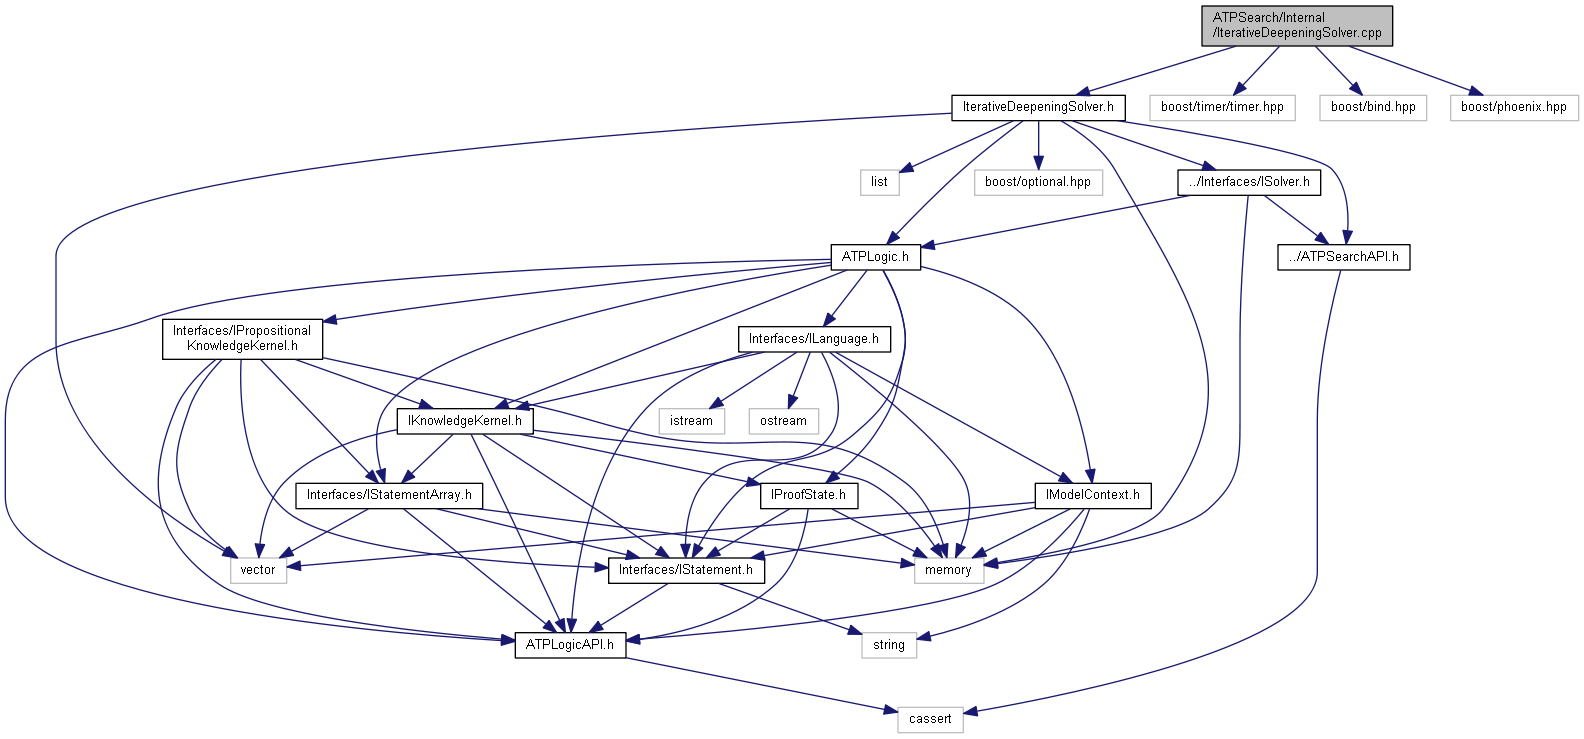 ATPSearch/Internal
/IterativeDeepeningSolver.cpp
IterativeDeepeningSolver.h
boost/timer/timer.hpp
boost/bind.hpp
boost/phoenix.hpp
list
boost/optional.hpp
../Interfaces/ISolver.h
ATPLogic.h
../ATPSearchAPI.h
Interfaces/IPropositional
KnowledgeKernel.h
Interfaces/ILanguage.h
IKnowledgeKernel.h
istream
ostream
Interfaces/IStatementArray.h
IProofState.h
IModelContext.h
vector
Interfaces/IStatement.h
memory
ATPLogicAPI.h
string
cassert